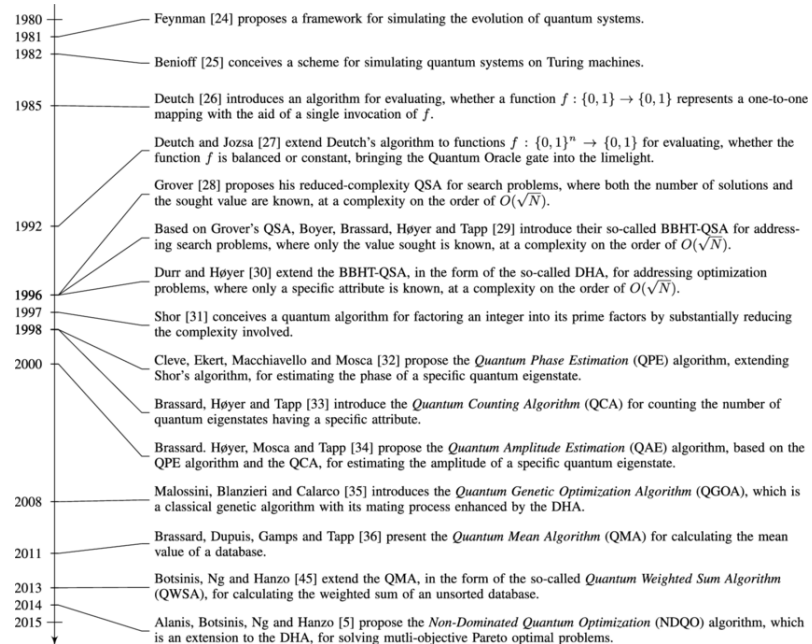 1980
1981
1982
1985
1992
1996
1997
1998
2000
2008
2011
2013
2014
2015
Feynman [24] proposes a framework for simulating the evolution of quantum systems.
Benioff [25] conceives a scheme for simulating quantum systems on Turing machines.
Deutch [26] introduces an algorithm for evaluating, whether a function f : {0, 1} → {0, 1} represents a one-to-one
mapping with the aid of a single invocation of f.
Deutch and Jozsa [27] extend Deutch's algorithm to functions f : {0, 1}ⁿ → {0, 1} for evaluating, whether the
function f is balanced or constant, bringing the Quantum Oracle gate into the limelight.
Grover [28] proposes his reduced-complexity QSA for search problems, where both the number of solutions and
the sought value are known, at a complexity on the order of O(√N).
Based on Grover's QSA, Boyer, Brassard, Høyer and Tapp [29] introduce their so-called BBHT-QSA for address-
ing search problems, where only the value sought is known, at a complexity on the order of O(√N).
Durr and Høyer [30] extend the BBHT-QSA, in the form of the so-called DHA, for addressing optimization
problems, where only a specific attribute is known, at a complexity on the order of O(√N).
Shor [31] conceives a quantum algorithm for factoring an integer into its prime factors by substantially reducing
the complexity involved.
Cleve, Ekert, Macchiavello and Mosca [32] propose the Quantum Phase Estimation (QPE) algorithm, extending
Shor's algorithm, for estimating the phase of a specific quantum eigenstate.
Brassard, Høyer and Tapp [33] introduce the Quantum Counting Algorithm (QCA) for counting the number of
quantum eigenstates having a specific attribute.
Brassard. Høyer, Mosca and Tapp [34] propose the Quantum Amplitude Estimation (QAE) algorithm, based on the
QPE algorithm and the QCA, for estimating the amplitude of a specific quantum eigenstate.
Malossini, Blanzieri and Calarco [35] introduces the Quantum Genetic Optimization Algorithm (QGOA), which is
a classical genetic algorithm with its mating process enhanced by the DHA.
Brassard, Dupuis, Gamps and Tapp [36] present the Quantum Mean Algorithm (QMA) for calculating the mean
value of a database.
Botsinis, Ng and Hanzo [45] extend the QMA, in the form of the so-called Quantum Weighted Sum Algorithm
(QWSA), for calculating the weighted sum of an unsorted database.
Alanis, Botsinis, Ng and Hanzo [5] propose the Non-Dominated Quantum Optimization (NDQO) algorithm, which
is an extension to the DHA, for solving mutli-objective Pareto optimal problems.